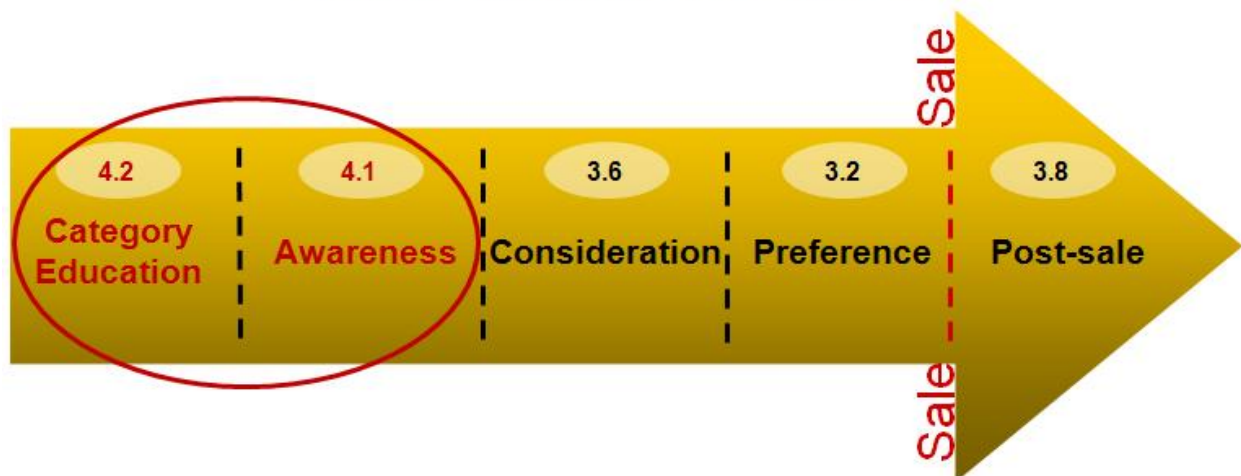 Sale
4.2
4.1
3.6
3.2
3.8
Category
Education
Awareness
Consideration
Preference
Post-sale
Sale